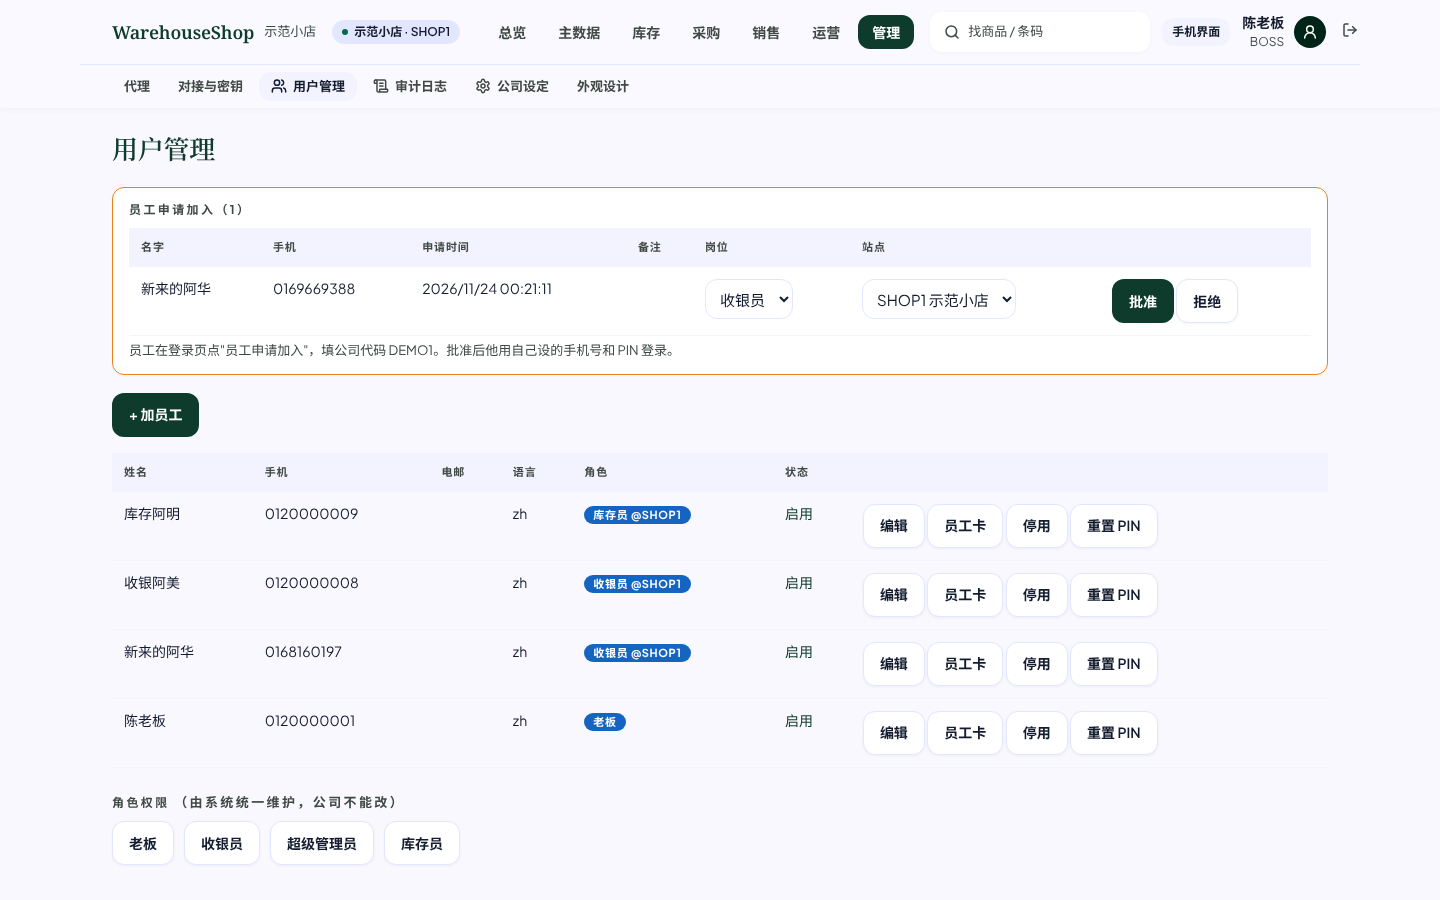 WarehouseShop 示范小店 示范小店 · SHOP1 总览 主数据 库存 采购 销售 运营 管理 找商品 / 条码 手机界面 陈老板
BOSS
代理 对接与密钥 用户管理 审计日志 公司设定 外观设计
用户管理
员工申请加入（1）
名字 手机 申请时间 备注 岗位 站点
新来的阿华 0169669388 2026/11/24 00:21:11 收银员 SHOP1 示范小店 批准 拒绝
员工在登录页点"员工申请加入"，填公司代码 DEMO1。批准后他用自己设的手机号和 PIN 登录。
+ 加员工
姓名 手机 电邮 语言 角色 状态
库存阿明 0120000009 zh 库存员 @SHOP1 启用 编辑 员工卡 停用 重置 PIN
收银阿美 0120000008 zh 收银员 @SHOP1 启用 编辑 员工卡 停用 重置 PIN
新来的阿华 0168160197 zh 收银员 @SHOP1 启用 编辑 员工卡 停用 重置 PIN
陈老板 0120000001 zh 老板 启用 编辑 员工卡 停用 重置 PIN
角色权限 （由系统统一维护，公司不能改）
老板 收银员 超级管理员 库存员